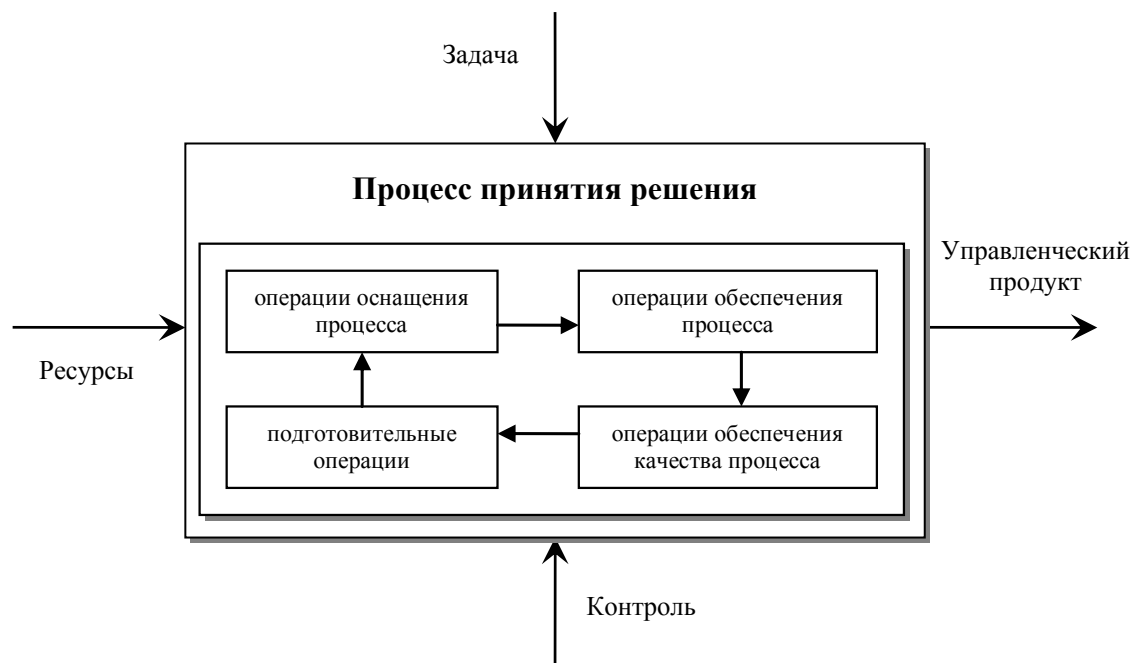 Задача
Процесс принятия решения
Управленческий
продукт
операции оснащения
процесса
операции обеспечения
процесса
Ресурсы
подготовительные
операции
операции обеспечения
качества процесса
Контроль